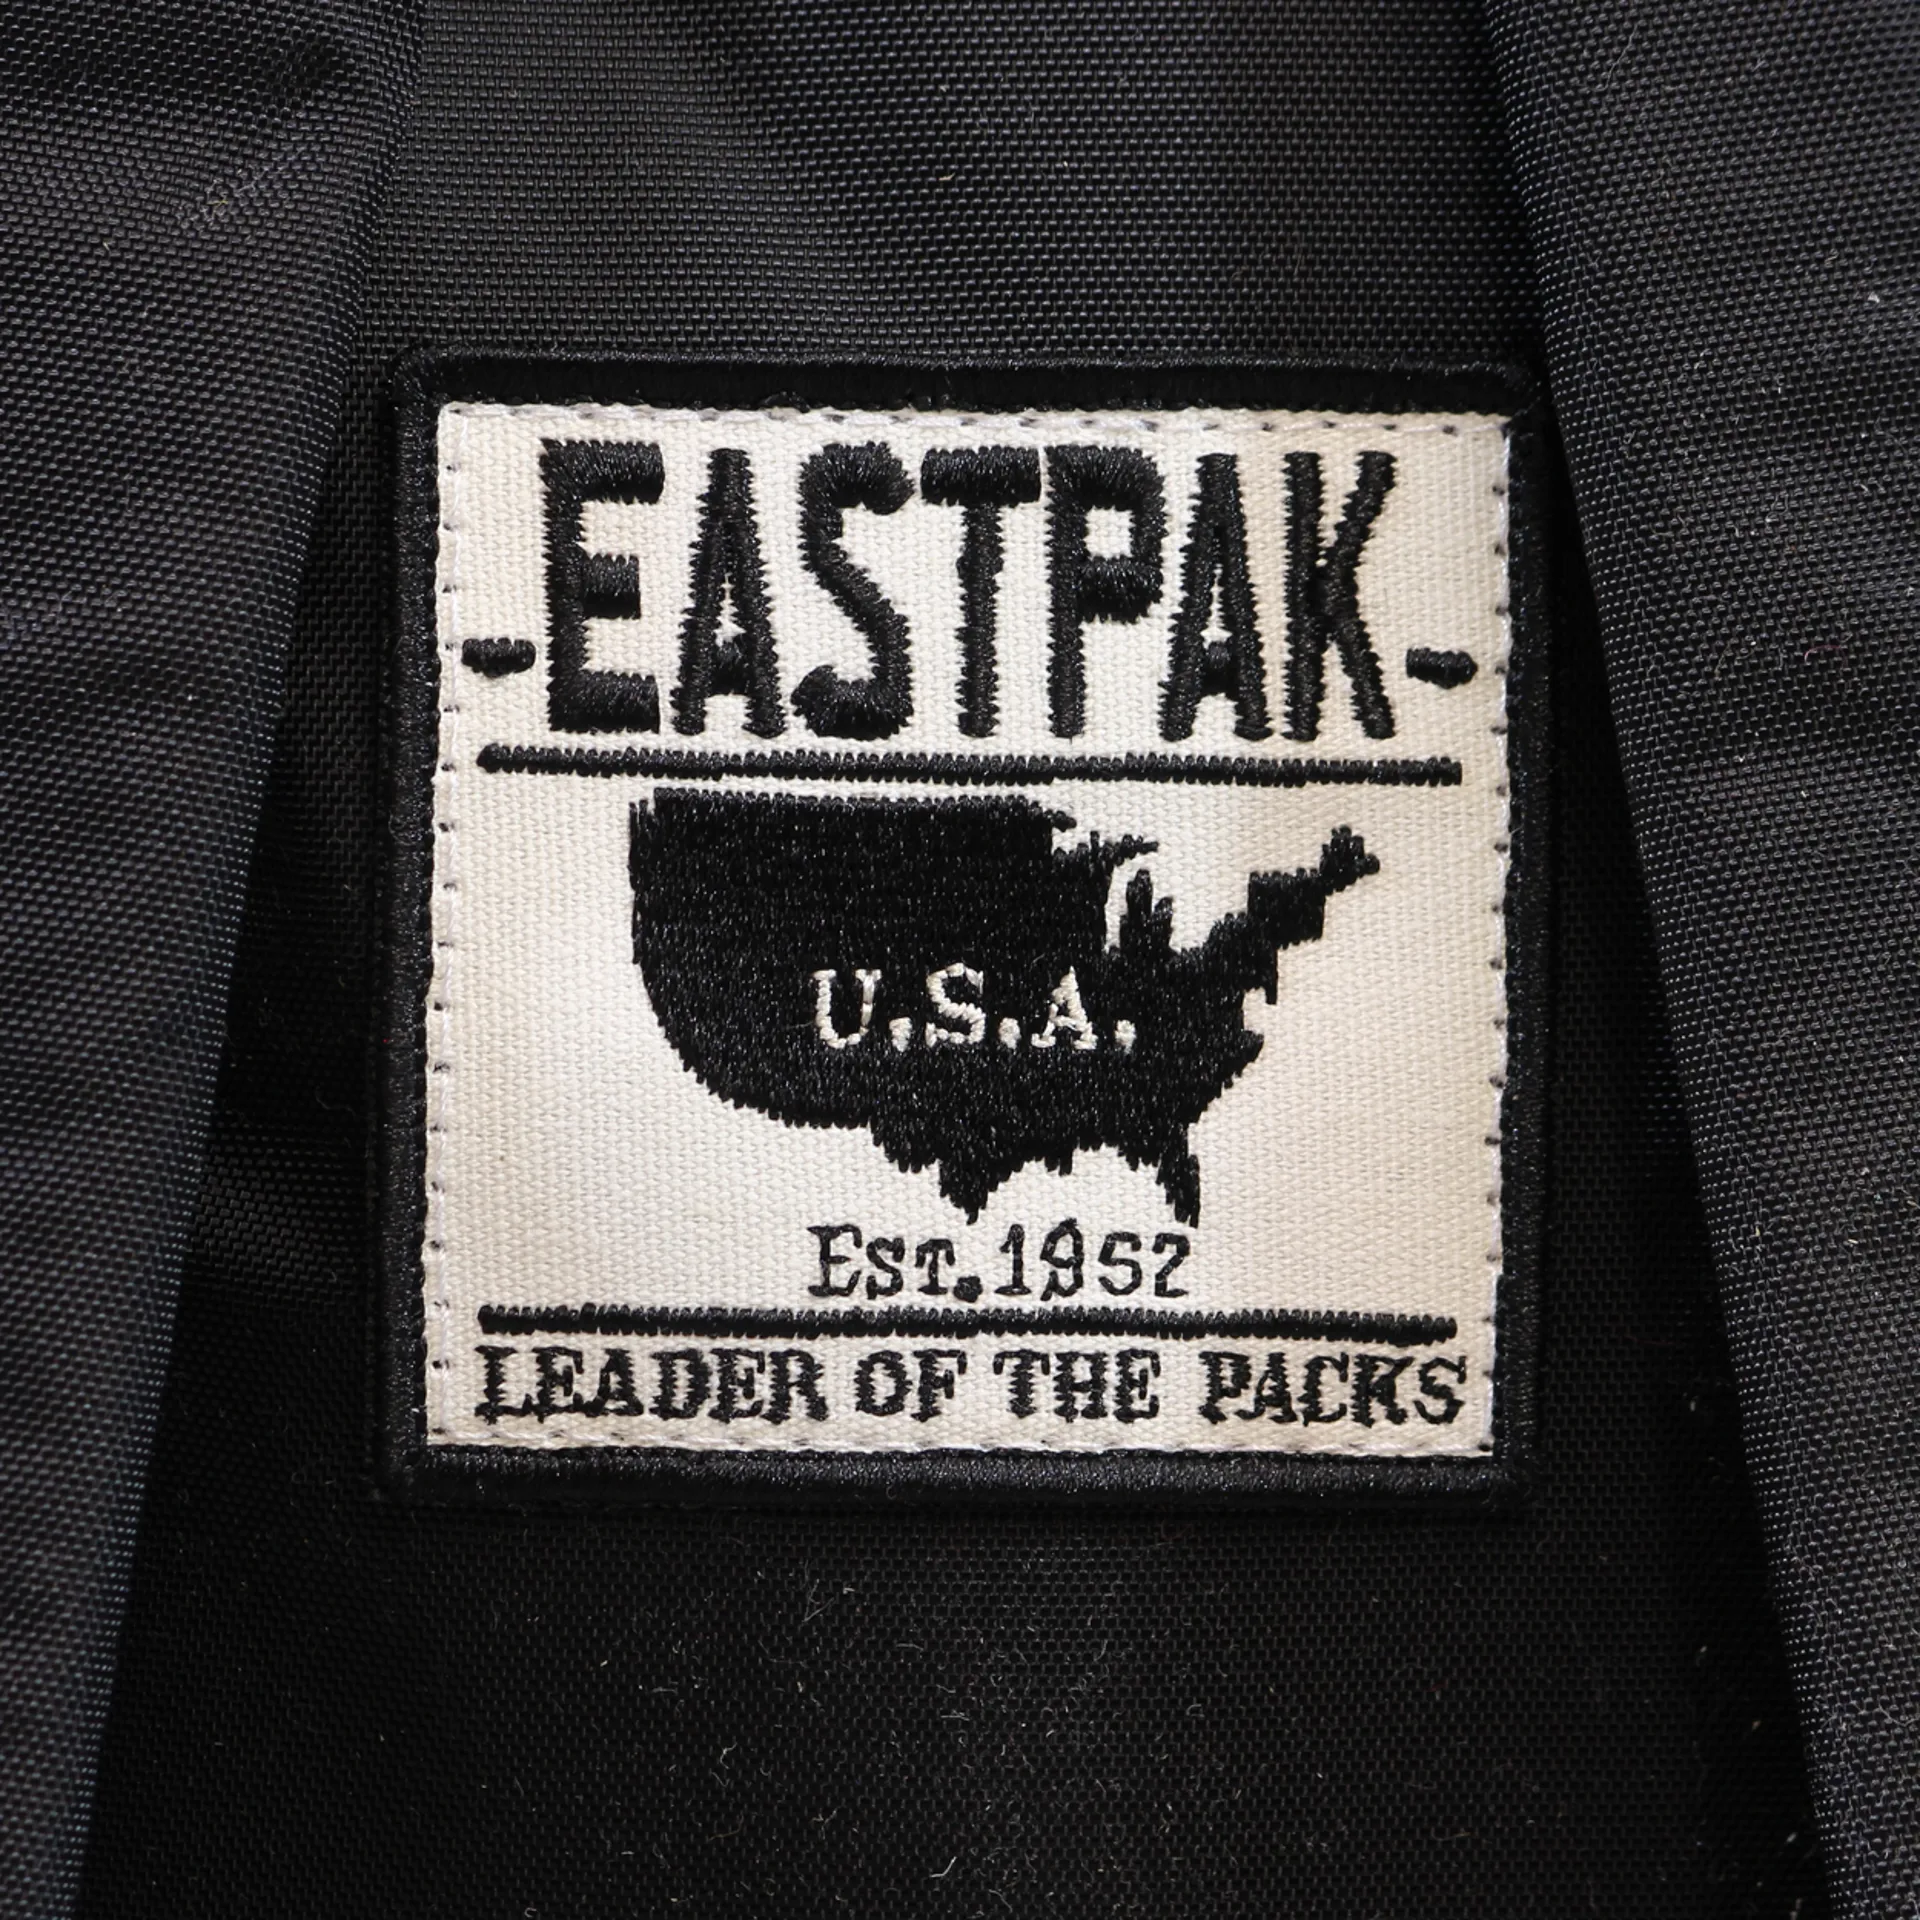 -EASTPAK-
U.S.A.
EST. 1952
LEADER OF THE PACKS